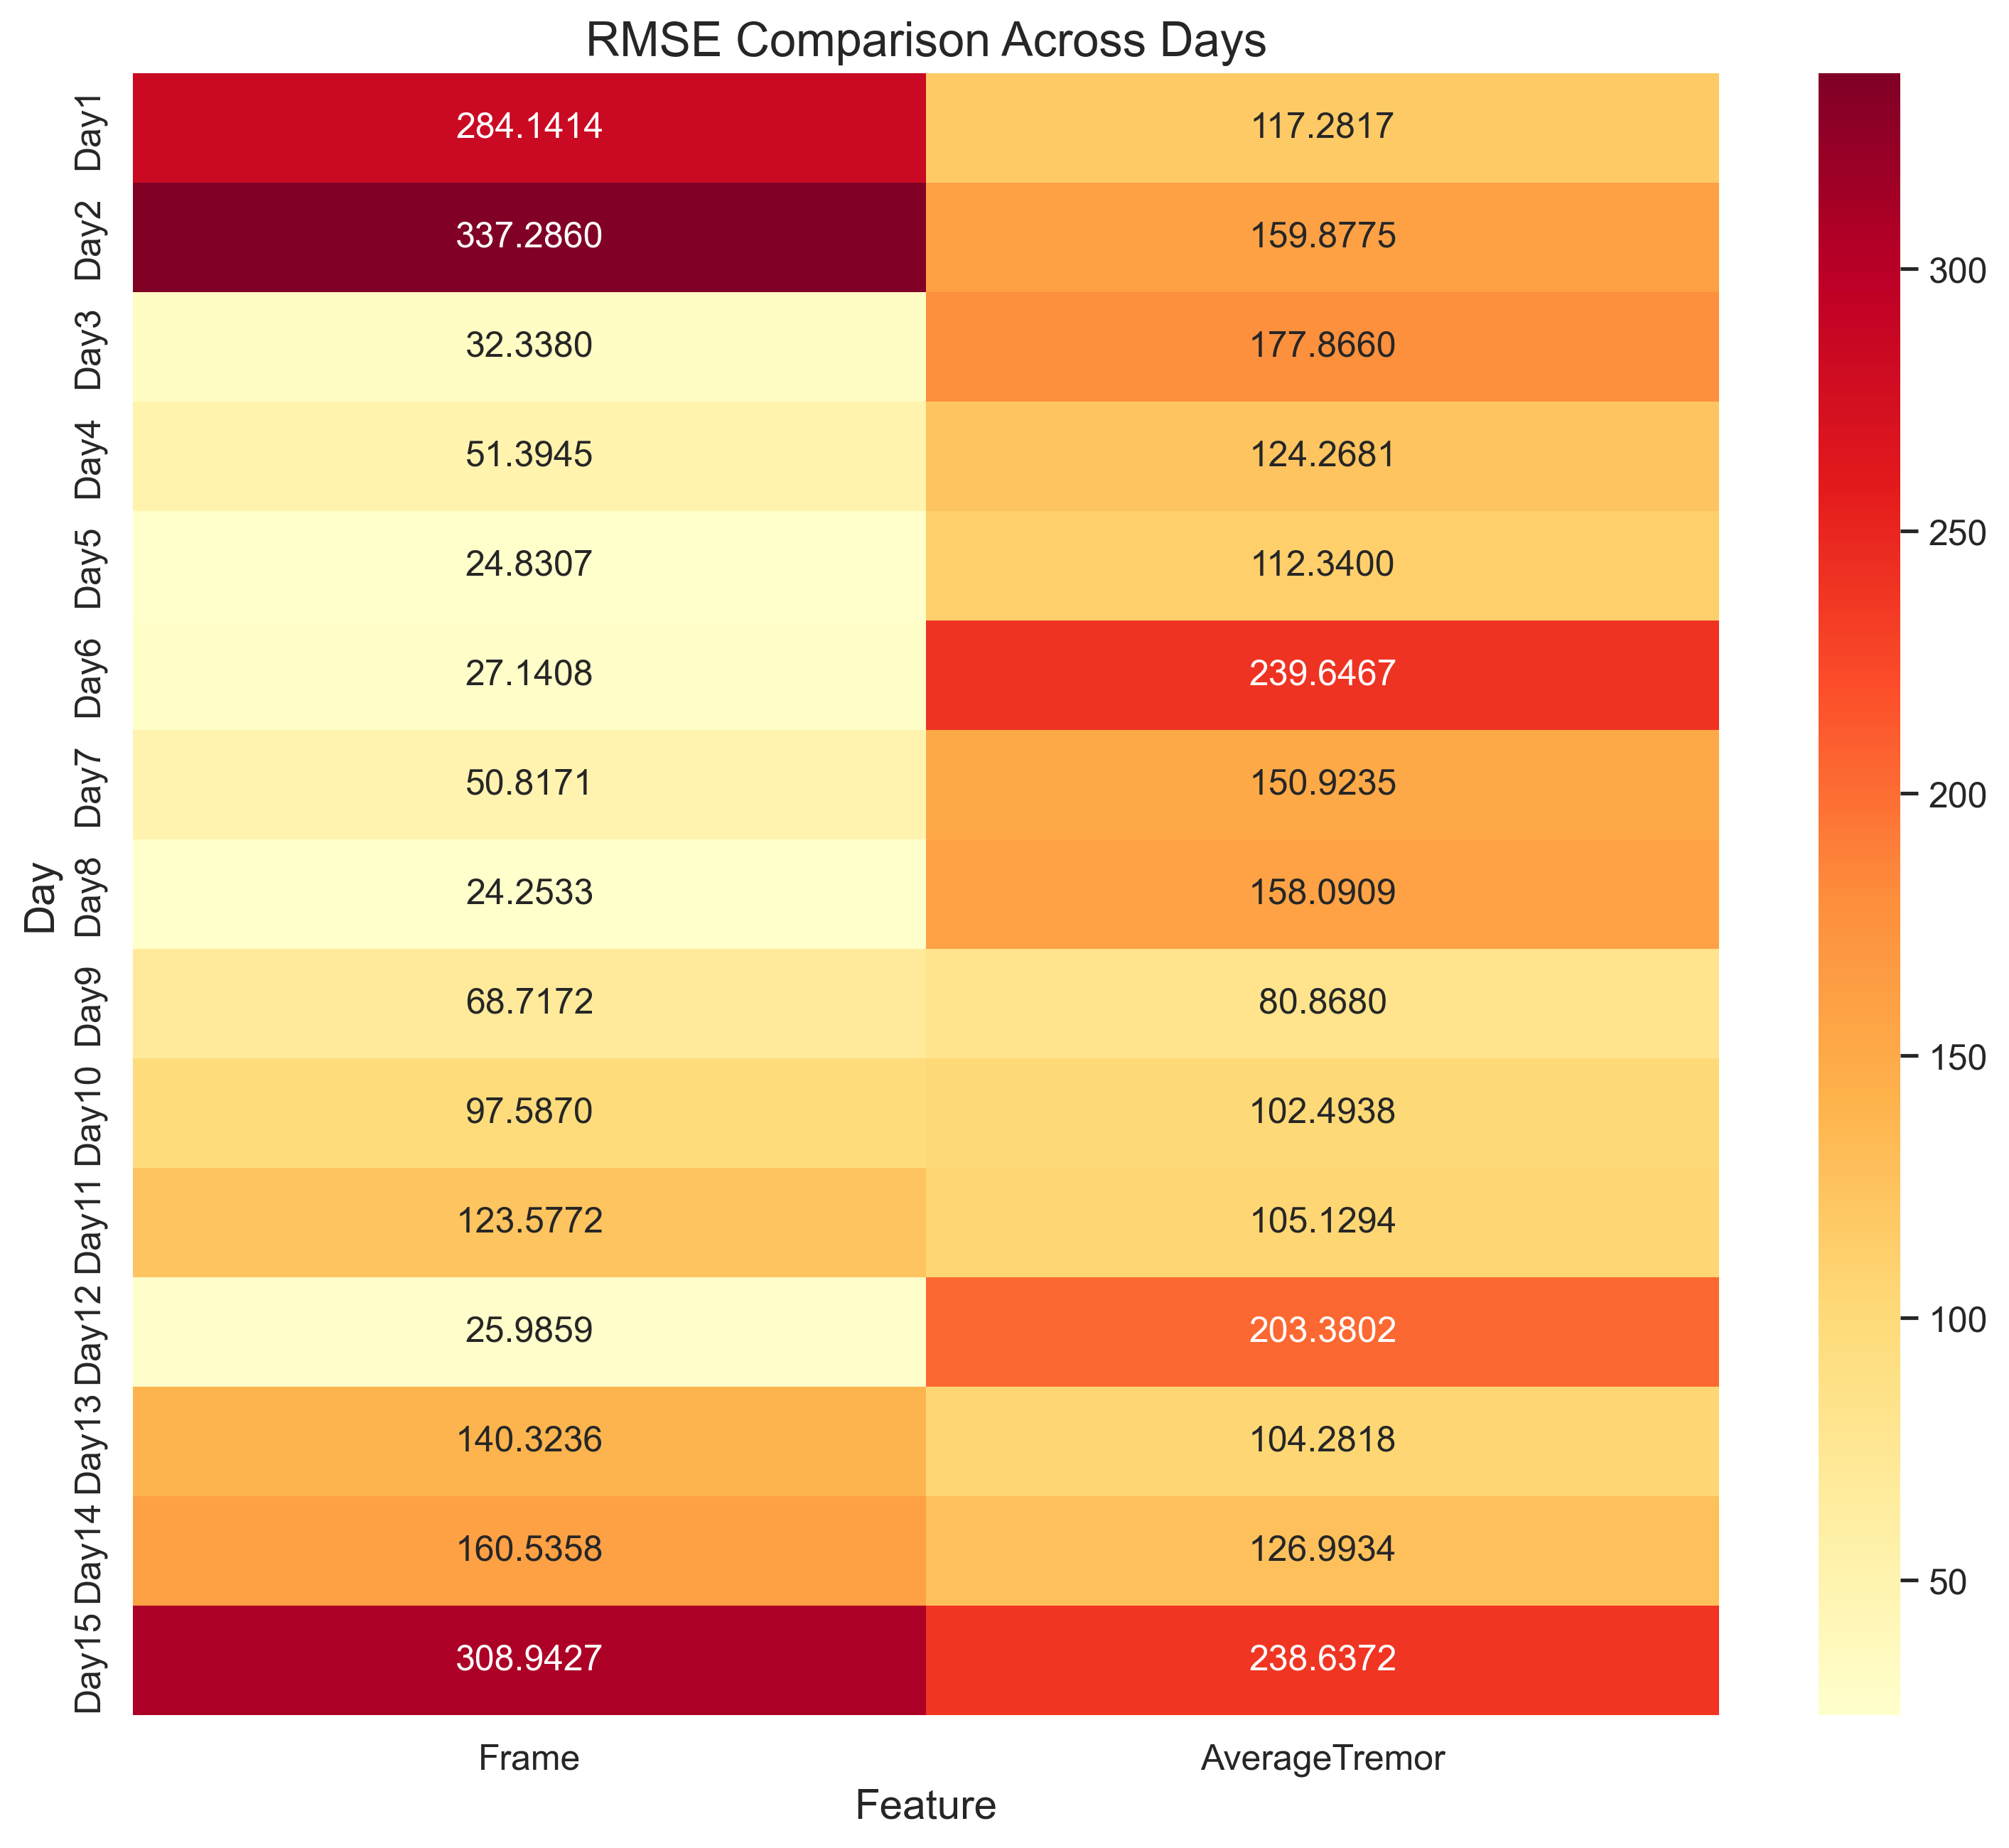 RMSE Comparison Across Days
Day1 284.1414 117.2817
Day2 337.2860 159.8775
Day3 32.3380 177.8660
Day4 51.3945 124.2681
Day5 24.8307 112.3400
Day6 27.1408 239.6467
Day7 50.8171 150.9235
Day8 24.2533 158.0909
Day9 68.7172 80.8680
Day10 97.5870 102.4938
Day11 123.5772 105.1294
Day12 25.9859 203.3802
Day13 140.3236 104.2818
Day14 160.5358 126.9934
Day15 308.9427 238.6372
Day
Frame AverageTremor
Feature
300
250
200
150
100
50